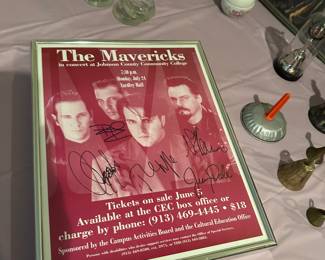 The Mavericks
in concert at Johnson County Community College
7:30 p.m.
Monday, July 24
Yardley Hall
Tickets on sale June 5
Available at the CEC box office or
charge by phone: (913) 469-4445 • $18
Sponsored by the Campus Activities Board and the Cultural Education Office